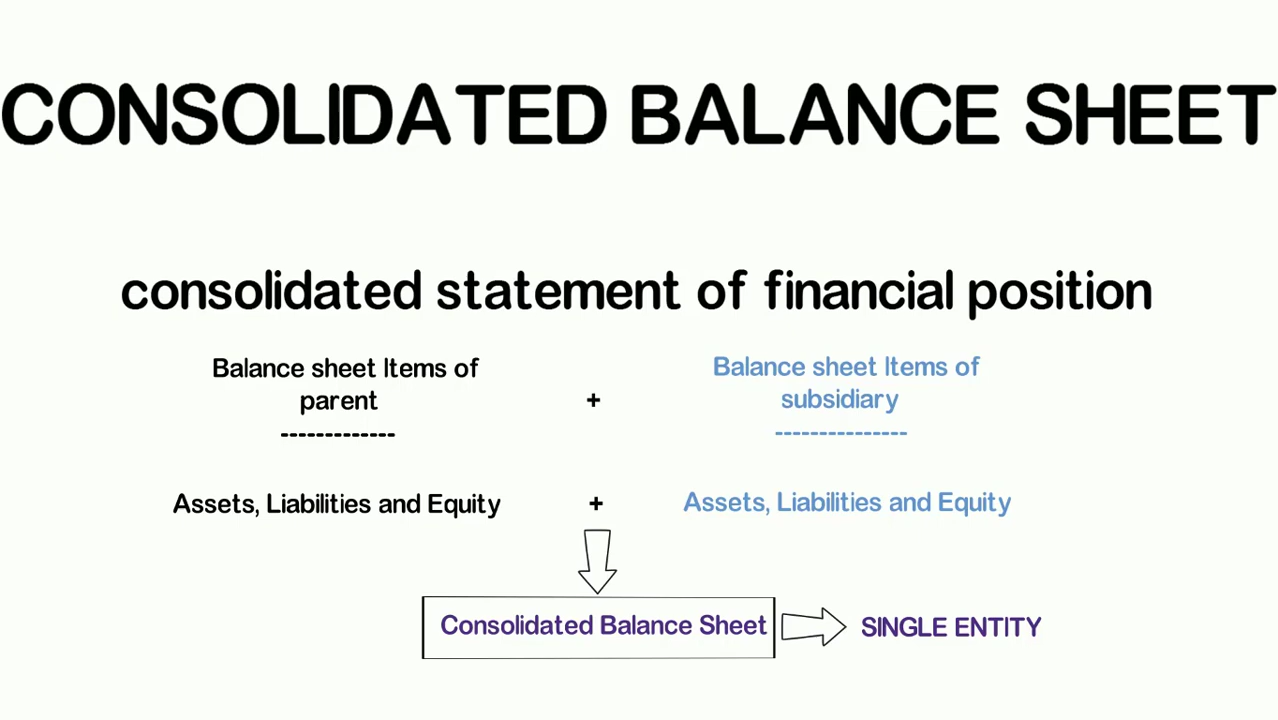 CONSOLIDATED BALANCE SHEET
consolidated statement of financial position
Balance sheet Items of
parent
-------------
+
Balance sheet Items of
subsidiary
---------------
Assets, Liabilities and Equity
+
Assets, Liabilities and Equity
Consolidated Balance Sheet
SINGLE ENTITY